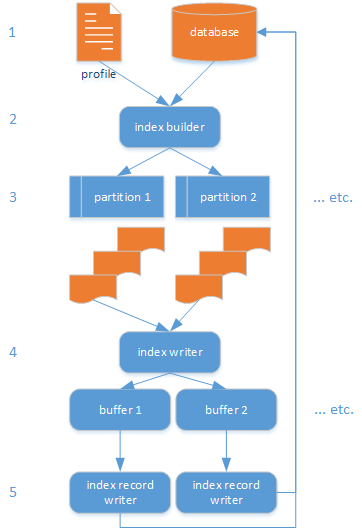 1
database
profile
2
index builder
3
partition 1
partition 2
... etc.
4
index writer
buffer 1
buffer 2
... etc.
5
index record
writer
index record
writer